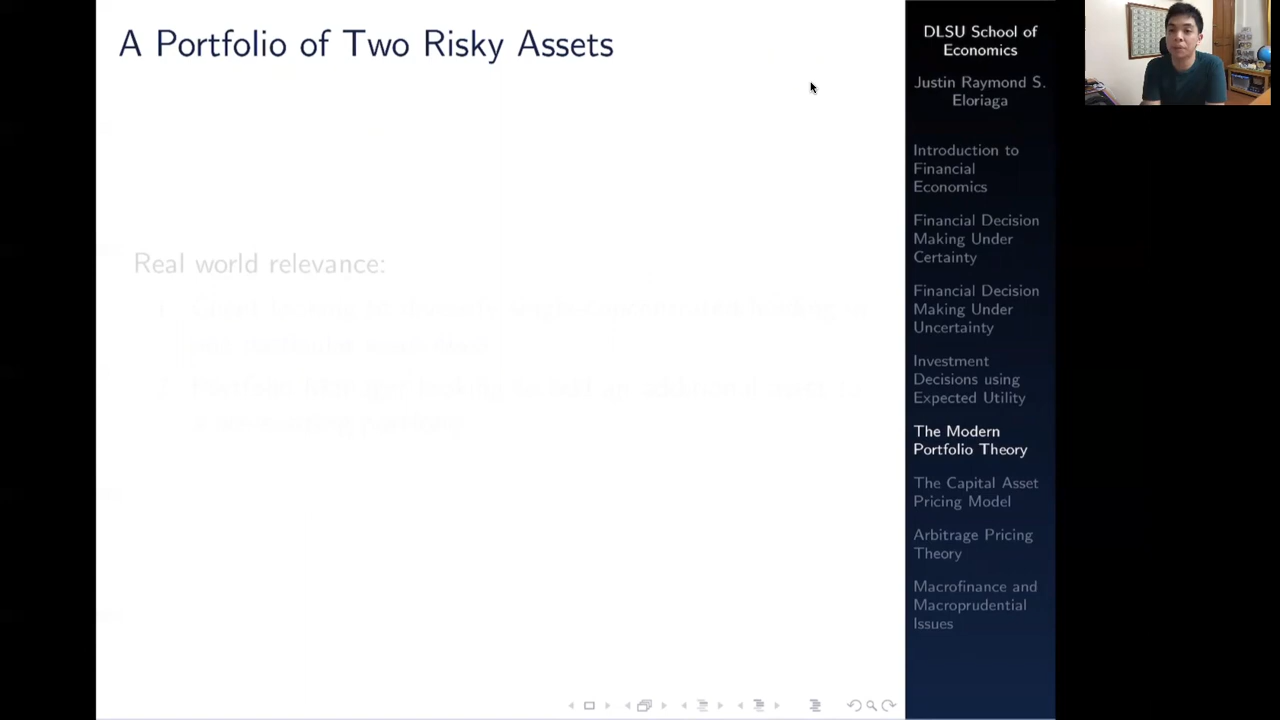 A Portfolio of Two Risky Assets
Real world relevance:
DLSU School of
Economics
Justin Raymond S.
Eloriaga
Introduction to
Financial
Economics
Financial Decision
Making Under
Certainty
Financial Decision
Making Under
Uncertainty
Investment
Decisions using
Expected Utility
The Modern
Portfolio Theory
The Capital Asset
Pricing Model
Arbitrage Pricing
Theory
Macrofinance and
Macroprudential
Issues